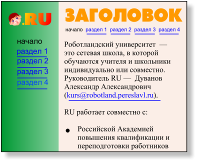 .RU
ЗАГОЛОВОК
начало раздел 1 раздел 2 раздел 3 раздел 4
начало
раздел 1
раздел 2
раздел 3
раздел 4
Роботландский университет —
это сетевая школа, в которой
обучаются учителя и школьники
индивидуально или совместно.
Руководитель RU — Дуванов
Александр Александрович
(kurs@robotland.pereslavl.ru).
RU работает совместно с:
● Российской Академией
повышения квалификации и
переподготовки работников